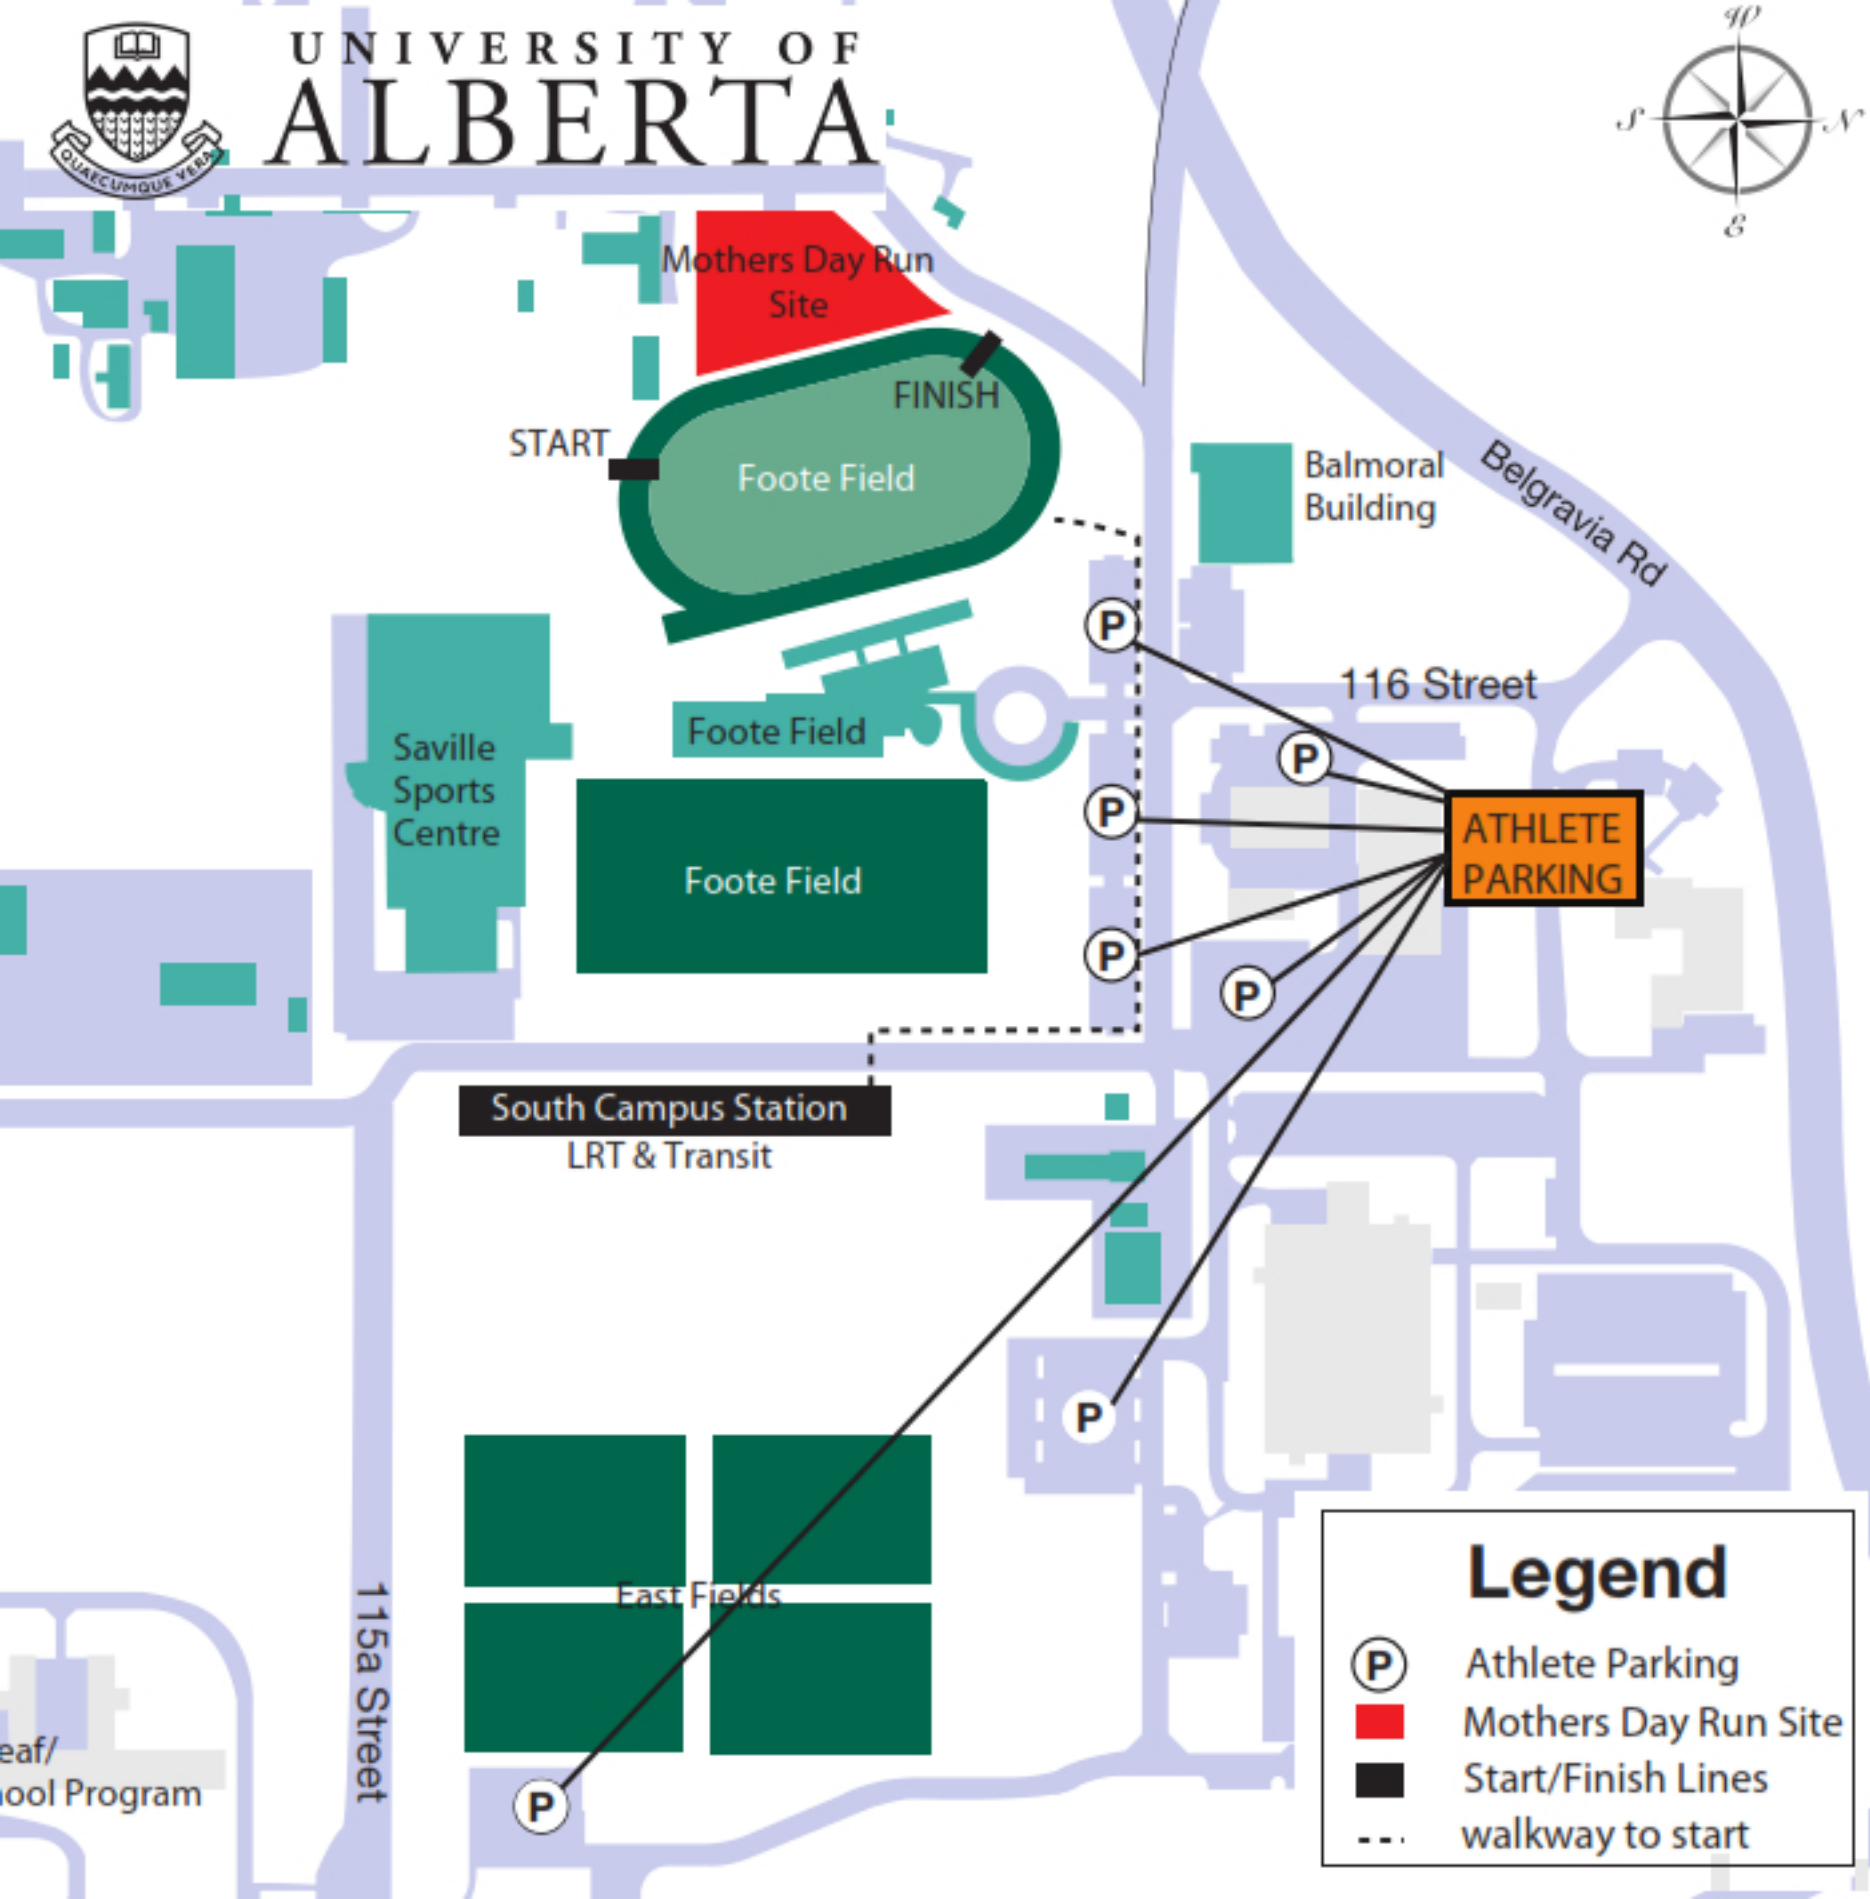 UNIVERSITY OF
ALBERTA
QUAECUMQUE VERA
W
S
N
E
Mothers Day Run
Site
FINISH
START
Foote Field
Balmoral
Building
Belgravia Rd
P
116 Street
Foote Field
P
Saville
Sports
Centre
P
ATHLETE
PARKING
Foote Field
P
P
South Campus Station
LRT & Transit
P
East Fields
115a Street
eaf/
ool Program
P
Legend
P Athlete Parking
Mothers Day Run Site
Start/Finish Lines
walkway to start